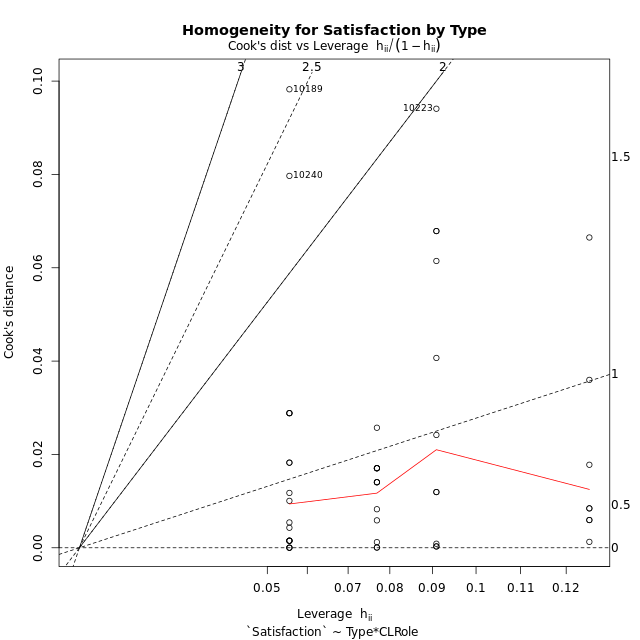 Homogeneity for Satisfaction by Type
Cook's dist vs Leverage hii/(1−hii)
3
2.5
2
10189
10223
10240
1.5
1
0.5
0
0.10
0.08
0.06
0.04
0.02
0.00
Cook's distance
0.05 0.07 0.08 0.09 0.1 0.11 0.12
Leverage hii
`Satisfaction` ~ Type*CLRole